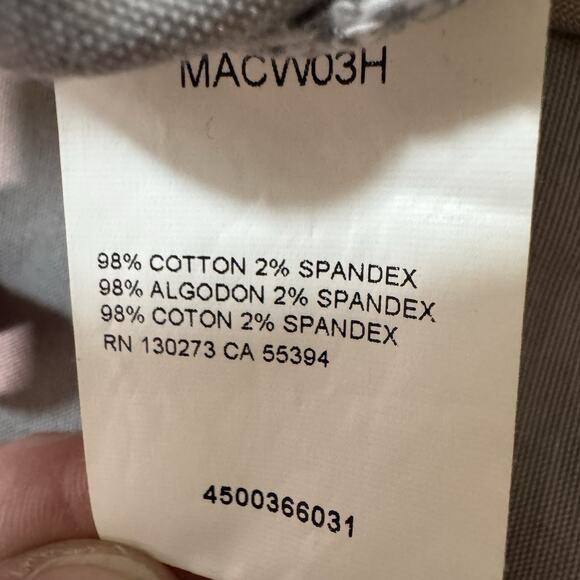 MACW03H
98% COTTON 2% SPANDEX
98% ALGODON 2% SPANDEX
98% COTON 2% SPANDEX
RN 130273 CA 55394
4500366031